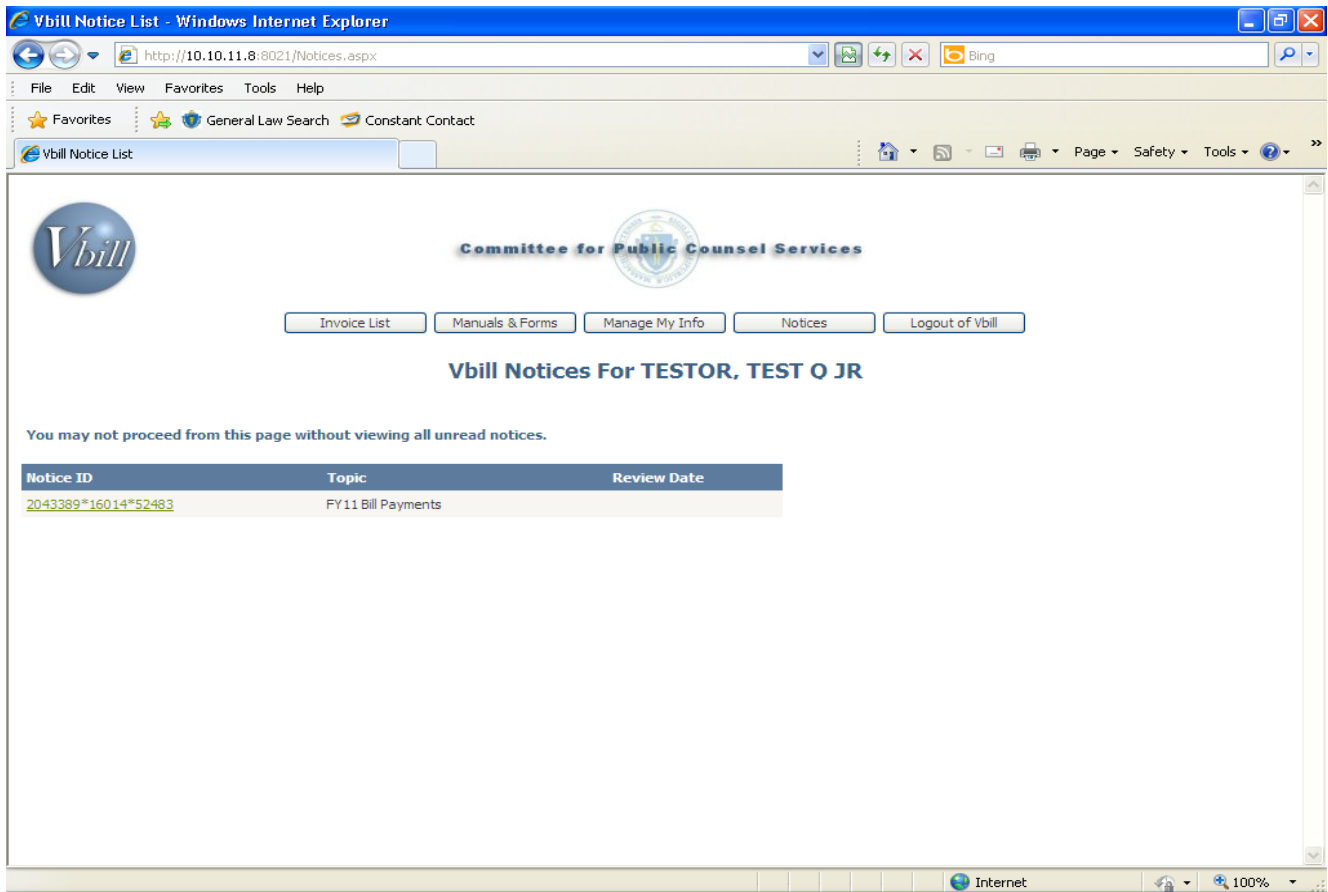 Vbill Notice List - Windows Internet Explorer
http://10.10.11.8:8021/Notices.aspx
Bing
File Edit View Favorites Tools Help
Favorites General Law Search Constant Contact
Vbill Notice List
Page Safety Tools
Vbill
Committee for Public Counsel Services
Invoice List Manuals & Forms Manage My Info Notices Logout of Vbill
Vbill Notices For TESTOR, TEST Q JR
You may not proceed from this page without viewing all unread notices.
Notice ID Topic Review Date
2043389*16014*52483 FY11 Bill Payments
Internet 100%